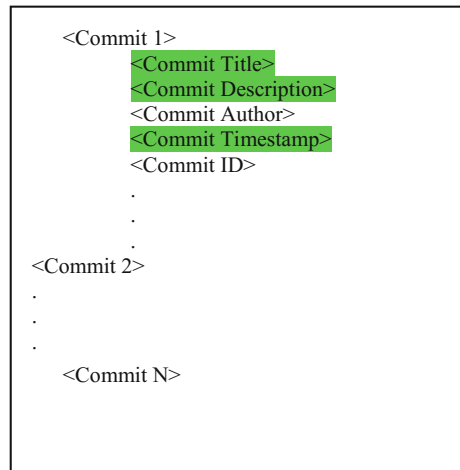 <Commit 1>
<Commit Title>
<Commit Description>
<Commit Author>
<Commit Timestamp>
<Commit ID>
.
.
.
<Commit 2>
.
.
.
<Commit N>